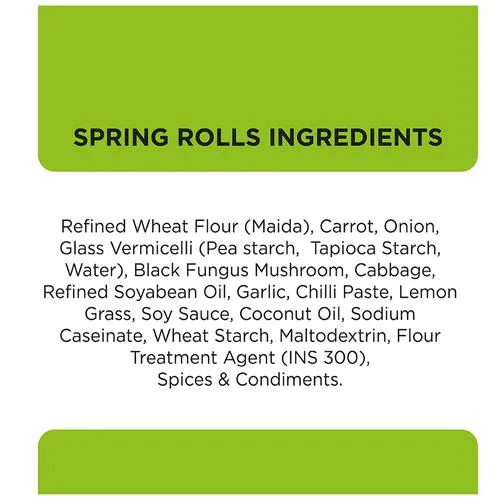 SPRING ROLLS INGREDIENTS
Refined Wheat Flour (Maida), Carrot, Onion,
Glass Vermicelli (Pea starch,  Tapioca Starch,
Water), Black Fungus Mushroom, Cabbage,
Refined Soyabean Oil, Garlic, Chilli Paste, Lemon
Grass, Soy Sauce, Coconut Oil, Sodium
Caseinate, Wheat Starch, Maltodextrin, Flour
Treatment Agent (INS 300),
Spices & Condiments.